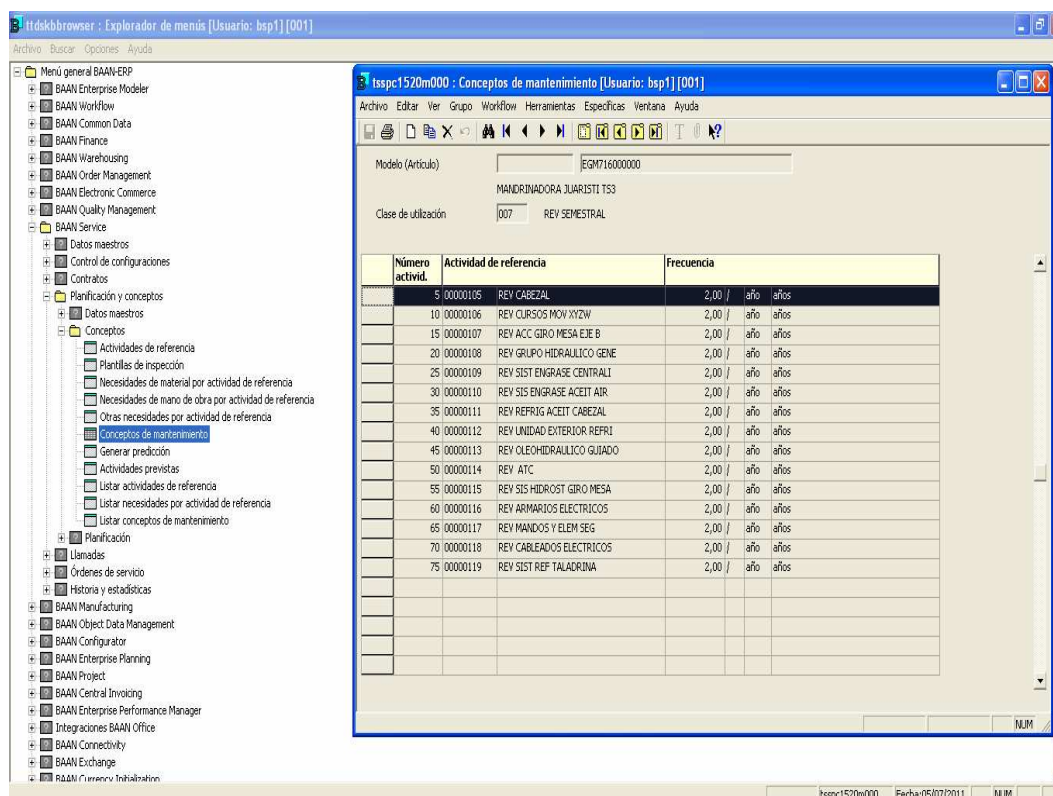 ttdskbbrowser : Explorador de menús [Usuario: bsp1] [001]
Archivo Buscar Opciones Ayuda
Menú general BAAN-ERP
BAAN Enterprise Modeler
BAAN Workflow
BAAN Common Data
BAAN Finance
BAAN Warehousing
BAAN Order Management
BAAN Electronic Commerce
BAAN Quality Management
BAAN Service
Datos maestros
Control de configuraciones
Contratos
Planificación y conceptos
Datos maestros
Conceptos
Actividades de referencia
Plantillas de inspección
Necesidades de material por actividad de referencia
Necesidades de mano de obra por actividad de referencia
Otras necesidades por actividad de referencia
Conceptos de mantenimiento
Generar predicción
Actividades previstas
Listar actividades de referencia
Listar necesidades por actividad de referencia
Listar conceptos de mantenimiento
Planificación
Llamadas
Órdenes de servicio
Historia y estadísticas
BAAN Manufacturing
BAAN Object Data Management
BAAN Configurator
BAAN Enterprise Planning
BAAN Project
BAAN Central Invoicing
BAAN Enterprise Performance Manager
Integraciones BAAN Office
BAAN Connectivity
BAAN Exchange
BAAN Currency Initialization
tsspc1520m000 : Conceptos de mantenimiento [Usuario: bsp1] [001]
Archivo Editar Ver Grupo Workflow Herramientas Específicas Ventana Ayuda
Modelo (Artículo) EGM716000000
MANDRINADORA JUARISTI TS3
Clase de utilización 007 REV SEMESTRAL
Número activid. Actividad de referencia Frecuencia
5 00000105 REV CABEZAL 2,00 / año años
10 00000106 REV CURSOS MOV XYZW 2,00 / año años
15 00000107 REV ACC GIRO MESA EJE B 2,00 / año años
20 00000108 REV GRUPO HIDRAULICO GENE 2,00 / año años
25 00000109 REV SIST ENGRASE CENTRALI 2,00 / año años
30 00000110 REV SIS ENGRASE ACEIT AIR 2,00 / año años
35 00000111 REV REFRIG ACEIT CABEZAL 2,00 / año años
40 00000112 REV UNIDAD EXTERIOR REFRI 2,00 / año años
45 00000113 REV OLEOHIDRAULICO GUIADO 2,00 / año años
50 00000114 REV ATC 2,00 / año años
55 00000115 REV SIS HIDROST GIRO MESA 2,00 / año años
60 00000116 REV ARMARIOS ELECTRICOS 2,00 / año años
65 00000117 REV MANDOS Y ELEM SEG 2,00 / año años
70 00000118 REV CABLEADOS ELECTRICOS 2,00 / año años
75 00000119 REV SIST REF TALADRINA 2,00 / año años
NUM
tsspc1520m000 Fecha:05/07/2011 NUM